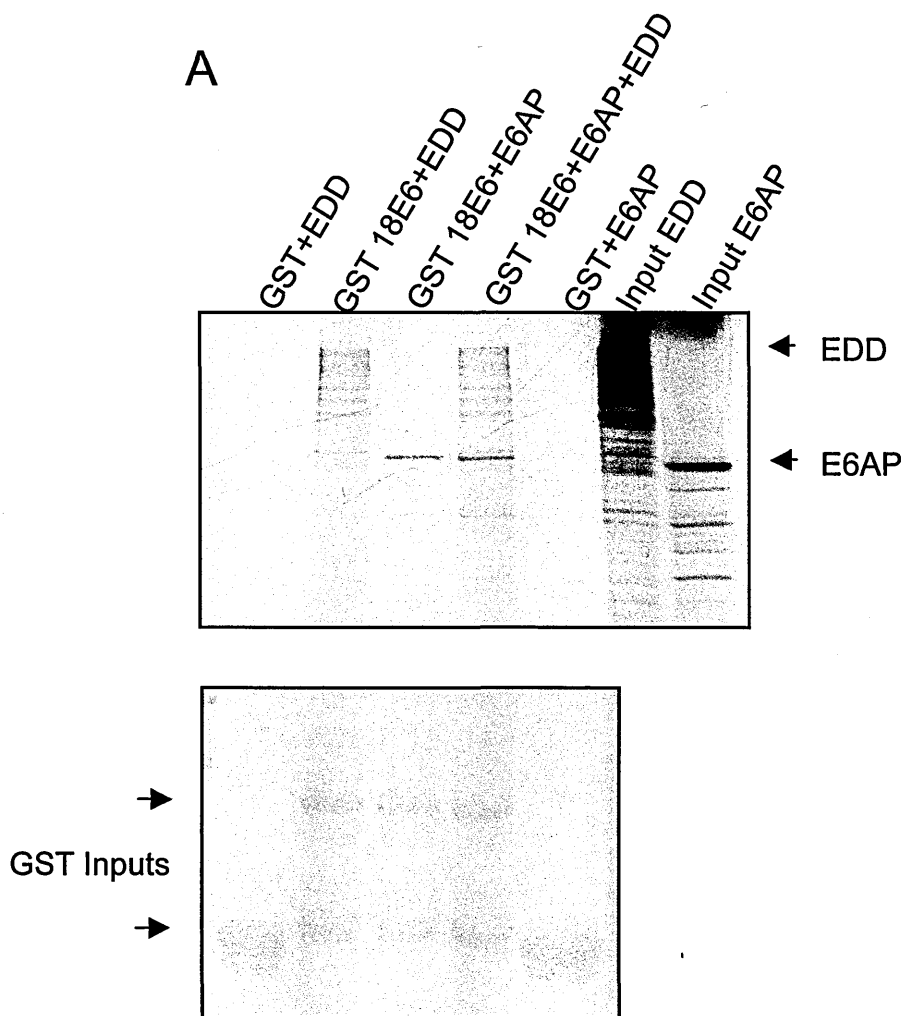 A
GST+EDD
GST 18E6+EDD
GST 18E6+E6AP
GST 18E6+E6AP+EDD
GST+E6AP
Input EDD
Input E6AP
EDD
E6AP
GST Inputs